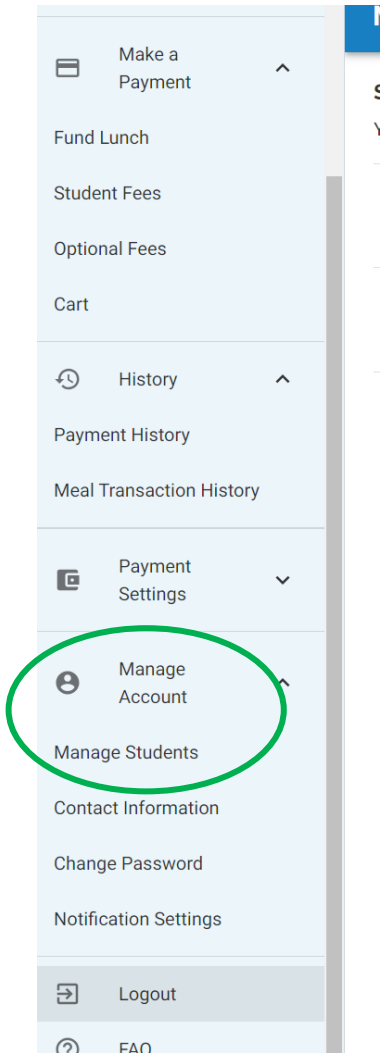 Make a
Payment
Fund Lunch
Student Fees
Optional Fees
Cart
History
Payment History
Meal Transaction History
Payment
Settings
Manage
Account
Manage Students
Contact Information
Change Password
Notification Settings
Logout
FAQ